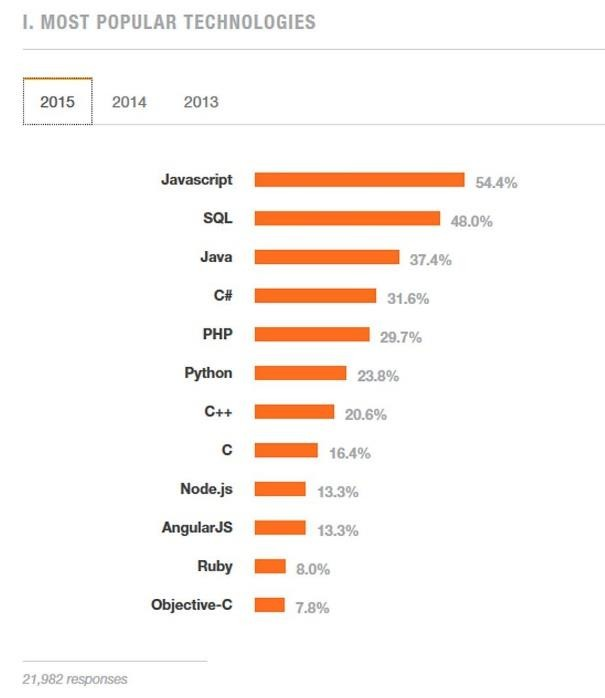 I. MOST POPULAR TECHNOLOGIES
2015 2014 2013
Javascript 54.4%
SQL 48.0%
Java 37.4%
C# 31.6%
PHP 29.7%
Python 23.8%
C++ 20.6%
C 16.4%
Node.js 13.3%
AngularJS 13.3%
Ruby 8.0%
Objective-C 7.8%
21,982 responses